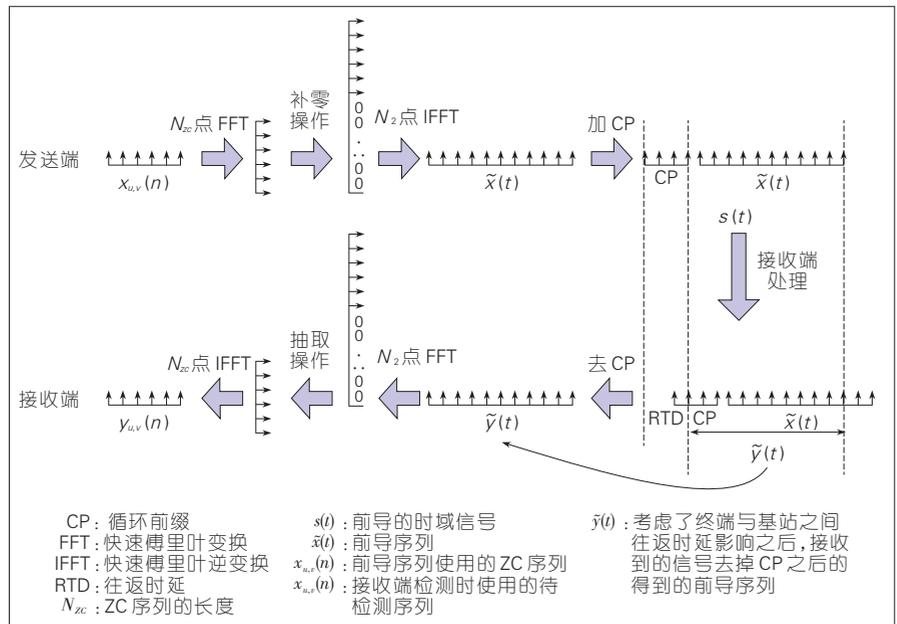 补零
操作
0
0
0
0
N_zc点 FFT
N_2点 IFFT
加 CP
发送端
x_{u,v}(n)
x̃(t)
CP
x̃(t)
s(t)
接收端
处理
0
0
0
0
抽取
操作
N_zc点 IFFT
N_2点 FFT
去 CP
接收端
y_{u,v}(n)
ỹ(t)
RTD CP
x̃(t)
ỹ(t)
CP：循环前缀
FFT：快速傅里叶变换
IFFT：快速傅里叶逆变换
RTD：往返时延
N_ZC：ZC 序列的长度
s(t)：前导的时域信号
x̃(t)：前导序列
x_{u,v}(n)：前导序列使用的 ZC 序列
x_{u,v}(n)：接收端检测时使用的待
检测序列
ỹ(t)：考虑了终端与基站之间
往返时延影响之后，接收
到的信号去掉 CP 之后的
得到的前导序列